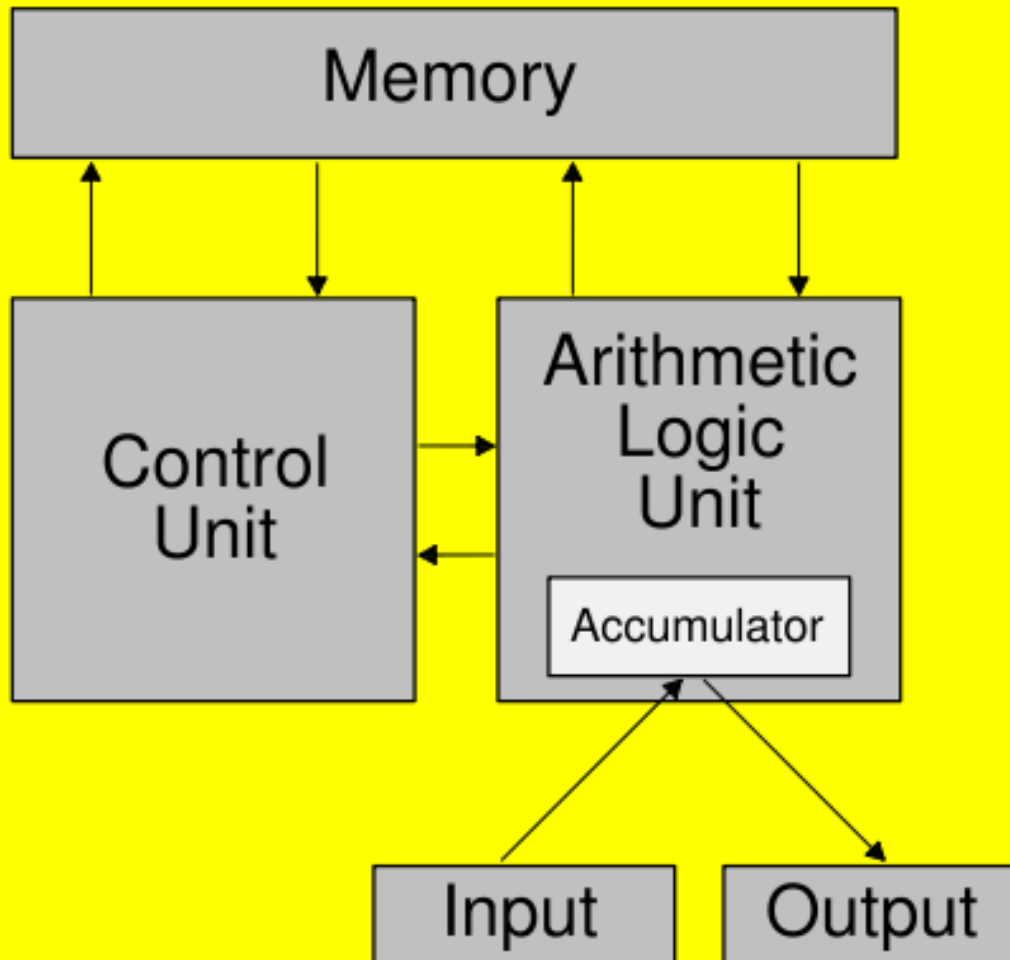 Memory
Control
Unit
Arithmetic
Logic
Unit
Accumulator
Input
Output